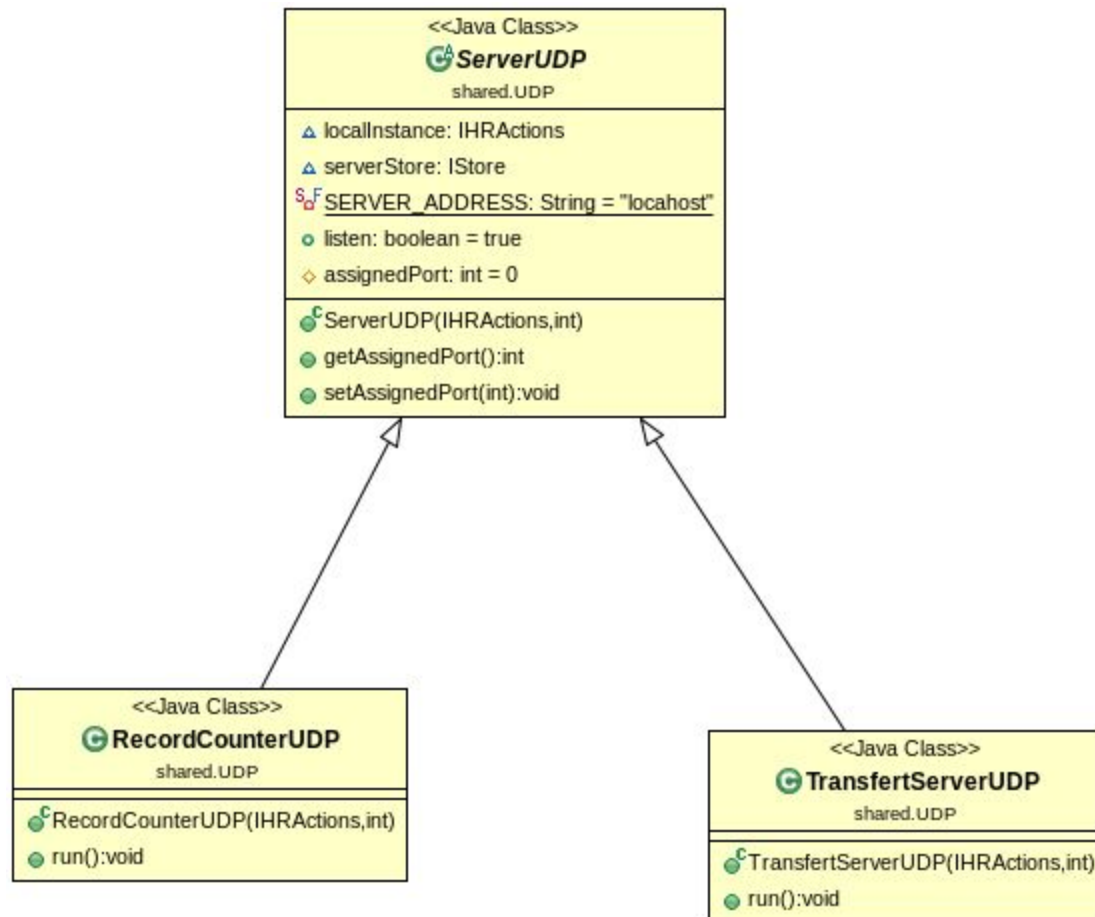 <<Java Class>>
ServerUDP
shared.UDP
localInstance: IHRActions
serverStore: IStore
SERVER_ADDRESS: String = "locahost"
listen: boolean = true
assignedPort: int = 0
ServerUDP(IHRActions,int)
getAssignedPort():int
setAssignedPort(int):void
<<Java Class>>
RecordCounterUDP
shared.UDP
RecordCounterUDP(IHRActions,int)
run():void
<<Java Class>>
TransfertServerUDP
shared.UDP
TransfertServerUDP(IHRActions,int)
run():void